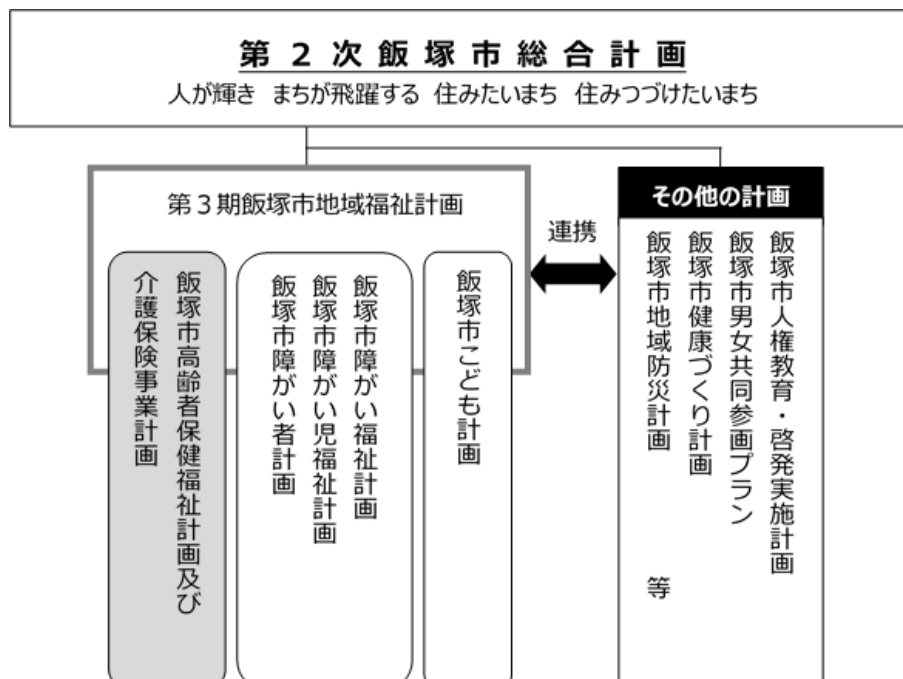 第２次飯塚市総合計画
人が輝き まちが飛躍する 住みたいまち 住みつづけたいまち
第３期飯塚市地域福祉計画
飯塚市高齢者保健福祉計画及び
介護保険事業計画
飯塚市障がい福祉計画
飯塚市障がい児福祉計画
飯塚市障がい者計画
飯塚市こども計画
連携
その他の計画
飯塚市人権教育・啓発実施計画
飯塚市男女共同参画プラン
飯塚市健康づくり計画
飯塚市地域防災計画 等